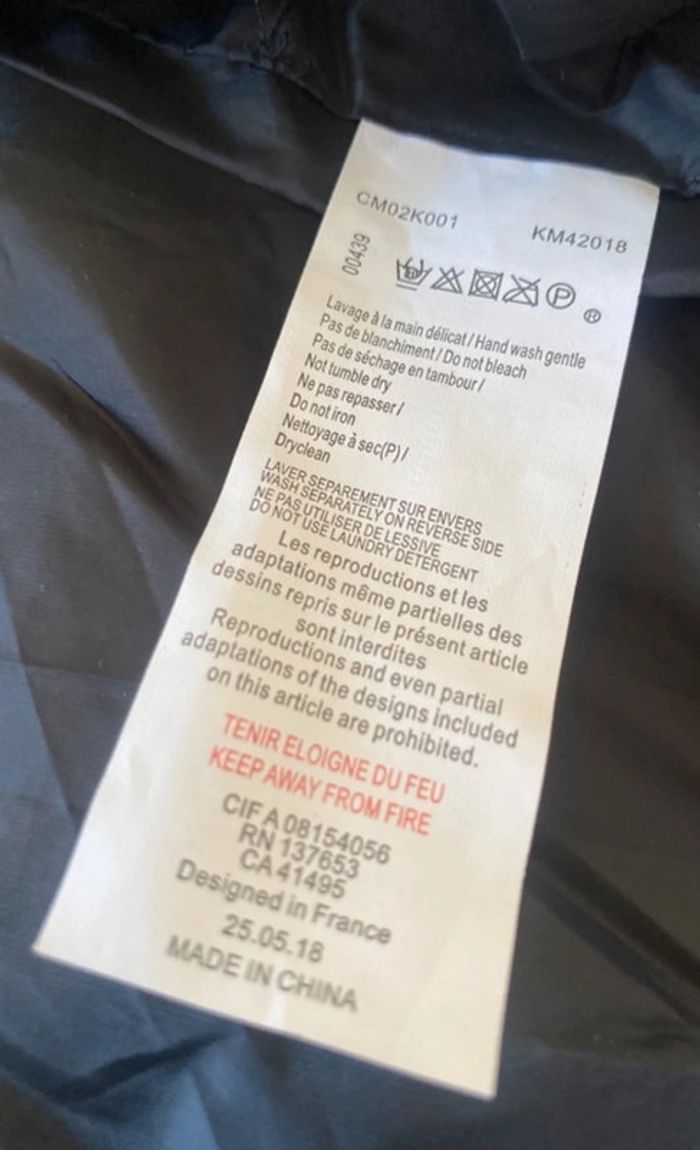 CM02K001 KM42018
00439
P
®
Lavage à la main délicat / Hand wash gentle
Pas de blanchiment / Do not bleach
Pas de séchage en tambour /
Not tumble dry
Ne pas repasser /
Do not iron
Nettoyage à sec(P) /
Dryclean
LAVER SEPAREMENT SUR ENVERS
WASH SEPARATELY ON REVERSE SIDE
NE PAS UTILISER DE LESSIVE
DO NOT USE LAUNDRY DETERGENT
Les reproductions et les
adaptations même partielles des
dessins repris sur le présent article
sont interdites
Reproductions and even partial
adaptations of the designs included
on this article are prohibited.
TENIR ELOIGNE DU FEU
KEEP AWAY FROM FIRE
CIF A 08154056
RN 137653
CA 41495
Designed in France
25.05.18
MADE IN CHINA